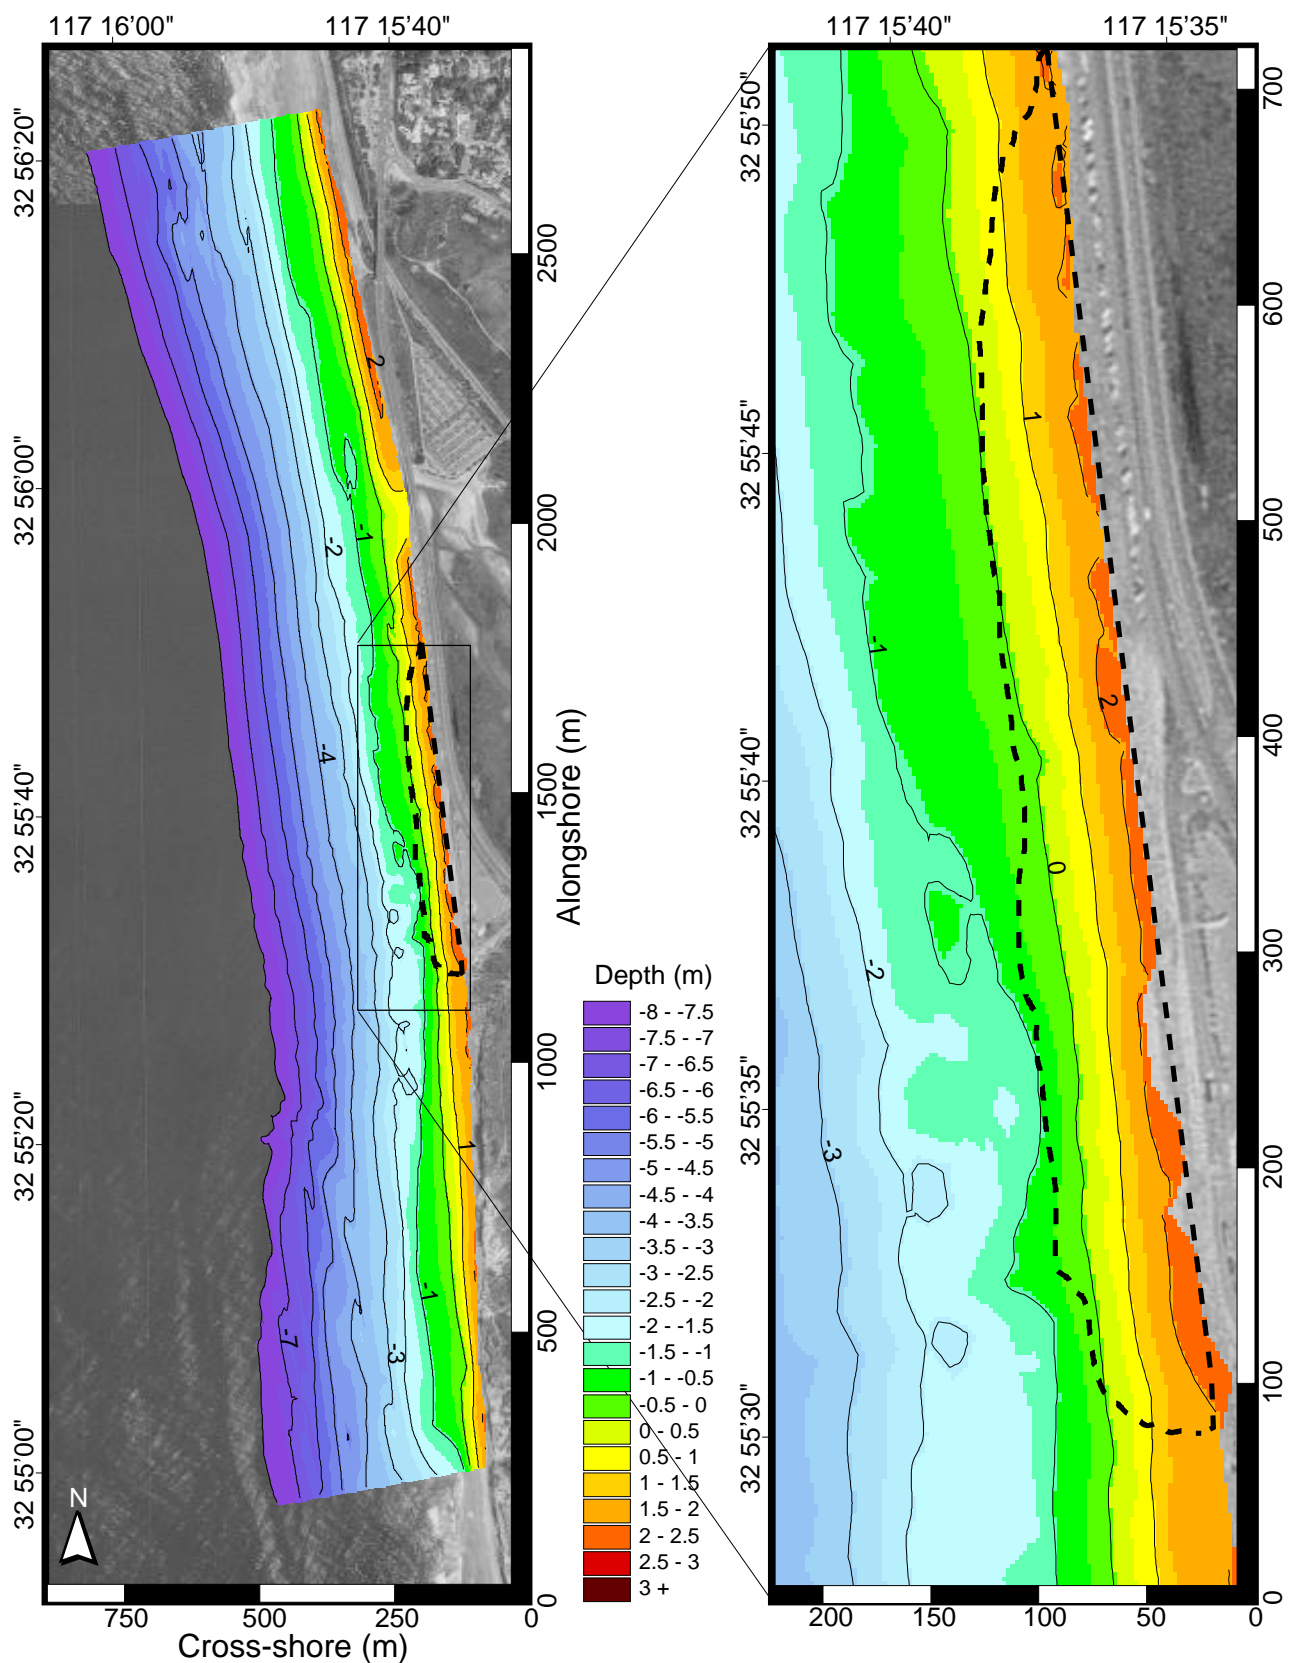 117 16'00"
117 15'40"
117 15'40"
117 15'35"
32 56'20"
32 56'00"
32 55'40"
32 55'20"
32 55'00"
2
-1
-2
-4
1
-1
-3
-7
N
2500
2000
1500
1000
500
0
Alongshore (m)
750
500
250
Cross-shore (m)
Depth (m)
-8 - -7.5
-7.5 - -7
-7 - -6.5
-6.5 - -6
-6 - -5.5
-5.5 - -5
-5 - -4.5
-4.5 - -4
-4 - -3.5
-3.5 - -3
-3 - -2.5
-2.5 - -2
-2 - -1.5
-1.5 - -1
-1 - -0.5
-0.5 - 0
0 - 0.5
0.5 - 1
1 - 1.5
1.5 - 2
2 - 2.5
2.5 - 3
3 +
32 55'50"
32 55'45"
32 55'40"
32 55'35"
32 55'30"
1
-1
2
0
-2
-3
700
600
500
400
300
200
100
0
200
150
100
50
0